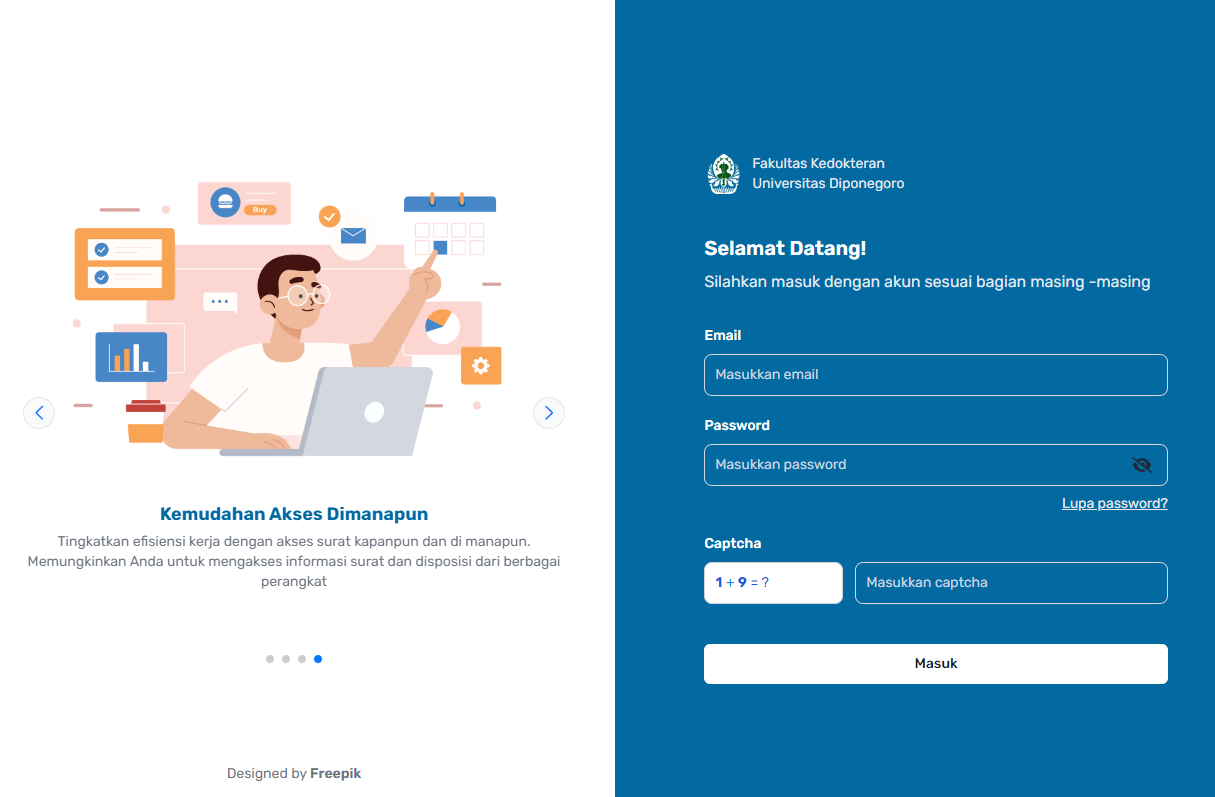 Buy
Kemudahan Akses Dimanapun
Tingkatkan efisiensi kerja dengan akses surat kapanpun dan di manapun.
Memungkinkan Anda untuk mengakses informasi surat dan disposisi dari berbagai
perangkat
Designed by Freepik
Fakultas Kedokteran
Universitas Diponegoro
Selamat Datang!
Silahkan masuk dengan akun sesuai bagian masing -masing
Email
Masukkan email
Password
Masukkan password
Lupa password?
Captcha
1 + 9 = ?
Masukkan captcha
Masuk